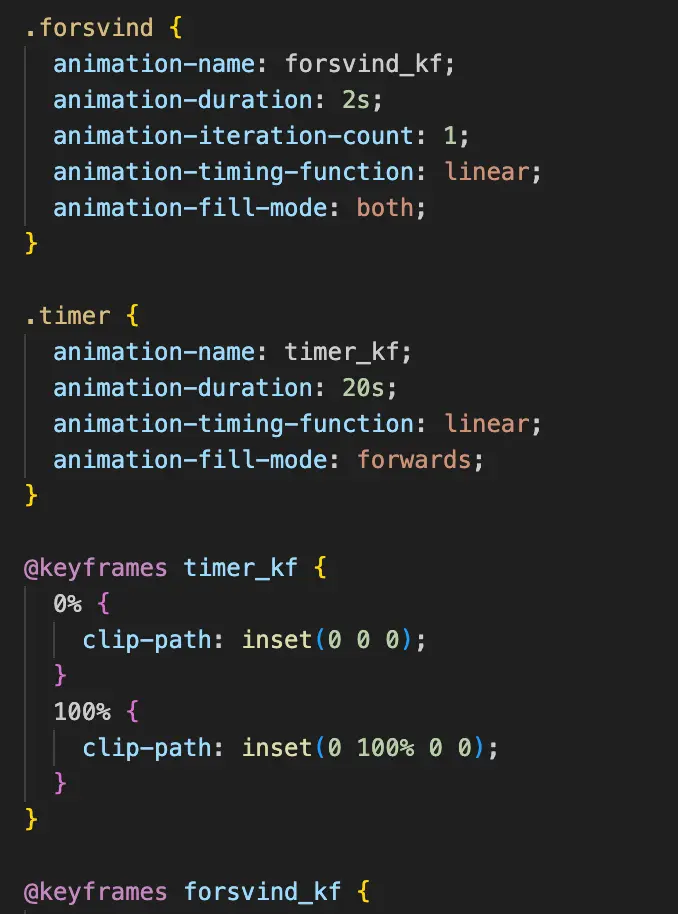 .forsvind {
  animation-name: forsvind_kf;
  animation-duration: 2s;
  animation-iteration-count: 1;
  animation-timing-function: linear;
  animation-fill-mode: both;
}

.timer {
  animation-name: timer_kf;
  animation-duration: 20s;
  animation-timing-function: linear;
  animation-fill-mode: forwards;
}

@keyframes timer_kf {
  0% {
    clip-path: inset(0 0 0);
  }
  100% {
    clip-path: inset(0 100% 0 0);
  }
}

@keyframes forsvind_kf {